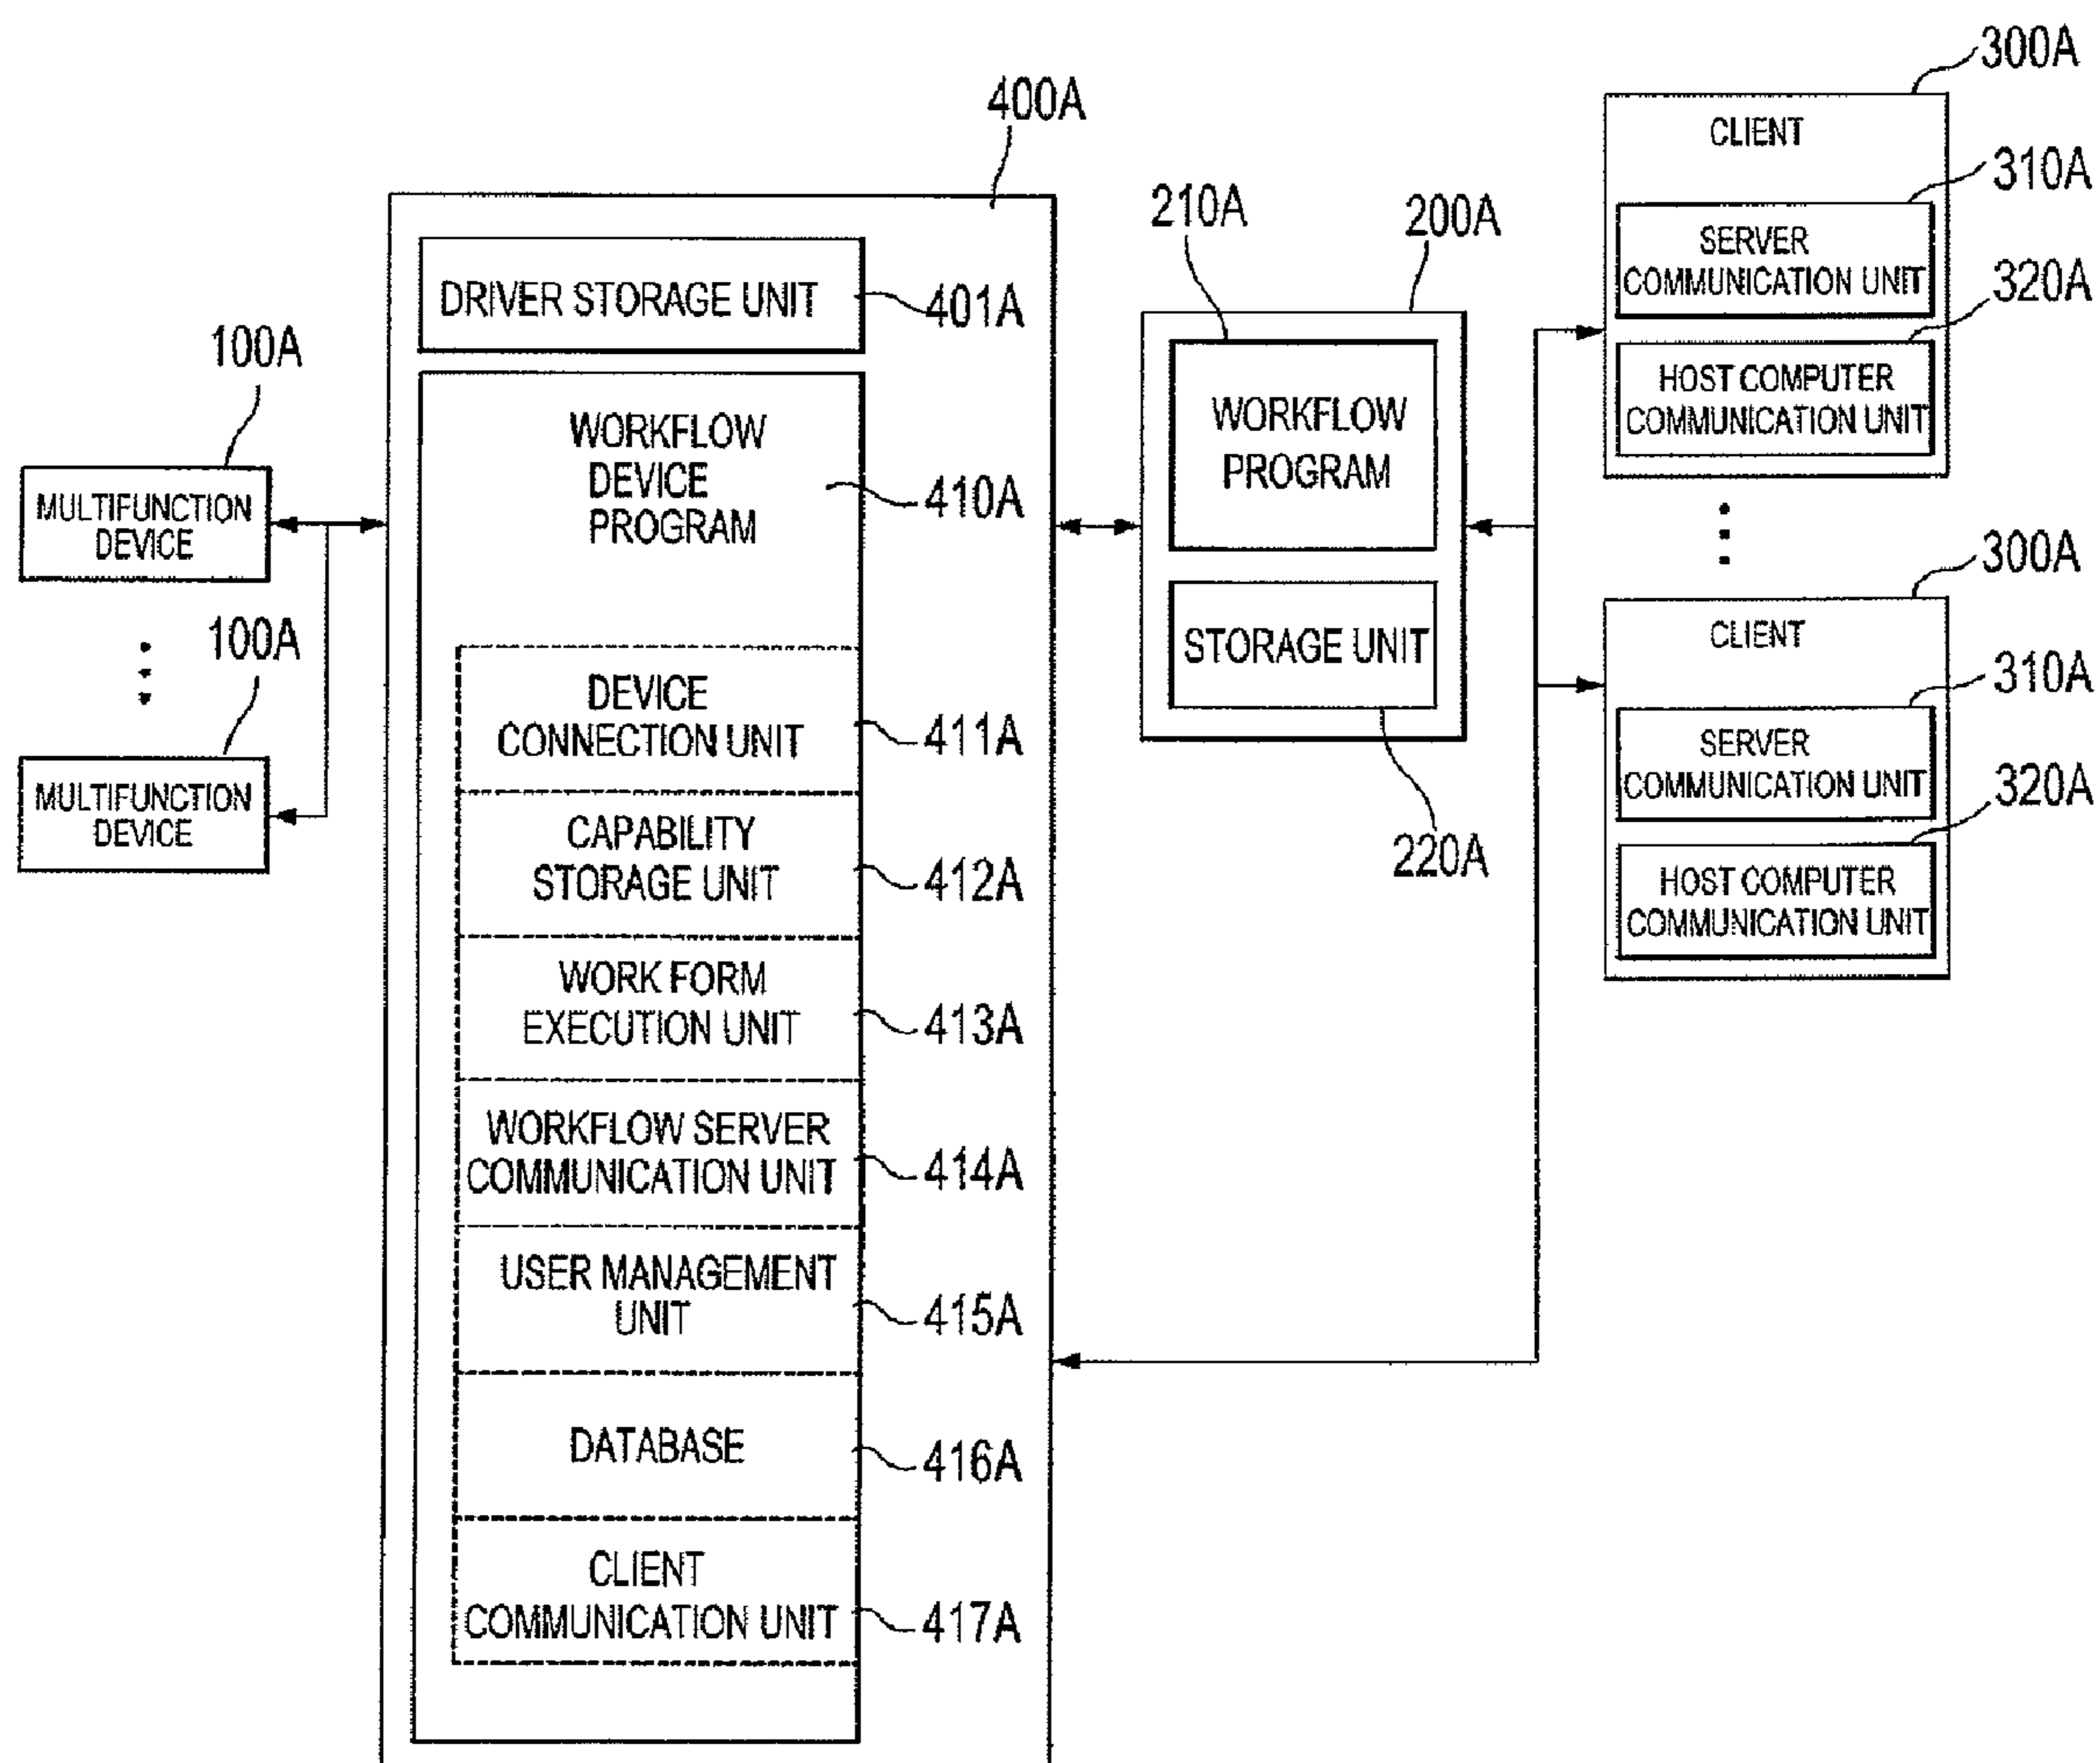 300A
400A
CLIENT
310A
210A
200A
SERVER
COMMUNICATION UNIT
320A
DRIVER STORAGE UNIT
401A
100A
HOST COMPUTER
COMMUNICATION UNIT
WORKFLOW
DEVICE
PROGRAM
410A
WORKFLOW
PROGRAM
MULTIFUNCTION
DEVICE
300A
100A
CLIENT
STORAGE UNIT
310A
DEVICE
CONNECTION UNIT
411A
SERVER
COMMUNICATION UNIT
320A
MULTIFUNCTION
DEVICE
220A
CAPABILITY
STORAGE UNIT
412A
HOST COMPUTER
COMMUNICATION UNIT
WORK FORM
EXECUTION UNIT
413A
WORKFLOW SERVER
COMMUNICATION UNIT
414A
USER MANAGEMENT
UNIT
415A
DATABASE
416A
CLIENT
COMMUNICATION UNIT
417A